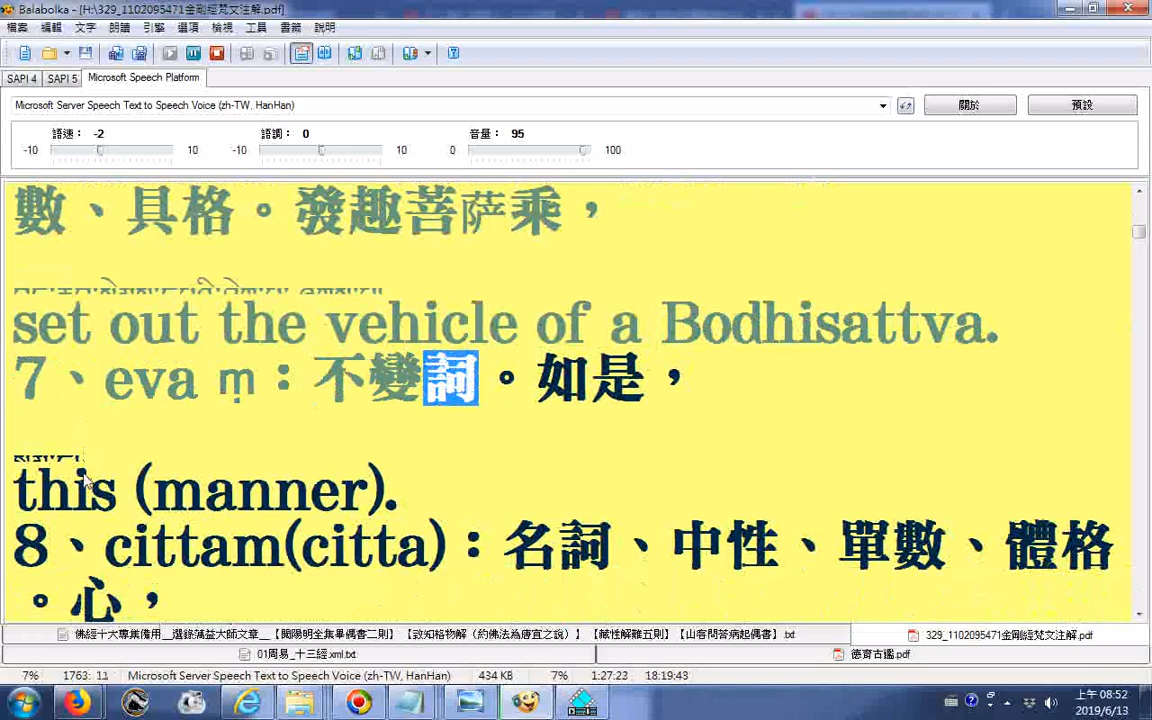 Balabolka - [H:\329_1102095471金剛經梵文注解.pdf]
檔案 編輯 文字 朗讀 引擎 選項 檢視 工具 書籤 說明
SAPI 4 SAPI 5 Microsoft Speech Platform
Microsoft Server Speech Text to Speech Voice (zh-TW, HanHan) 關於 預設
語速： -2 語調： 0 音量： 95
-10 10 -10 10 0 100
數、具格。發趣菩萨乘，
set out the vehicle of a Bodhisattva.
7、eva ṃ：不變詞。如是，
this (manner).
8、cittam(citta)：名詞、中性、單數、體格
。心，
佛經十大專業備用__選錄蕅益大師文章__【閱陽明全集畢偶書二則】【致知格物解（約佛法為唐宜之說）】【藏性解難五則】【山客問答病起偶書】.txt 329_1102095471金剛經梵文注解.pdf
01周易_十三經.xml.txt 德育古鑑.pdf
7% 1763: 11 Microsoft Server Speech Text to Speech Voice (zh-TW, HanHan) 434 KB 7% 1:27:23 18:19:43
上午 08:52
2019/6/13